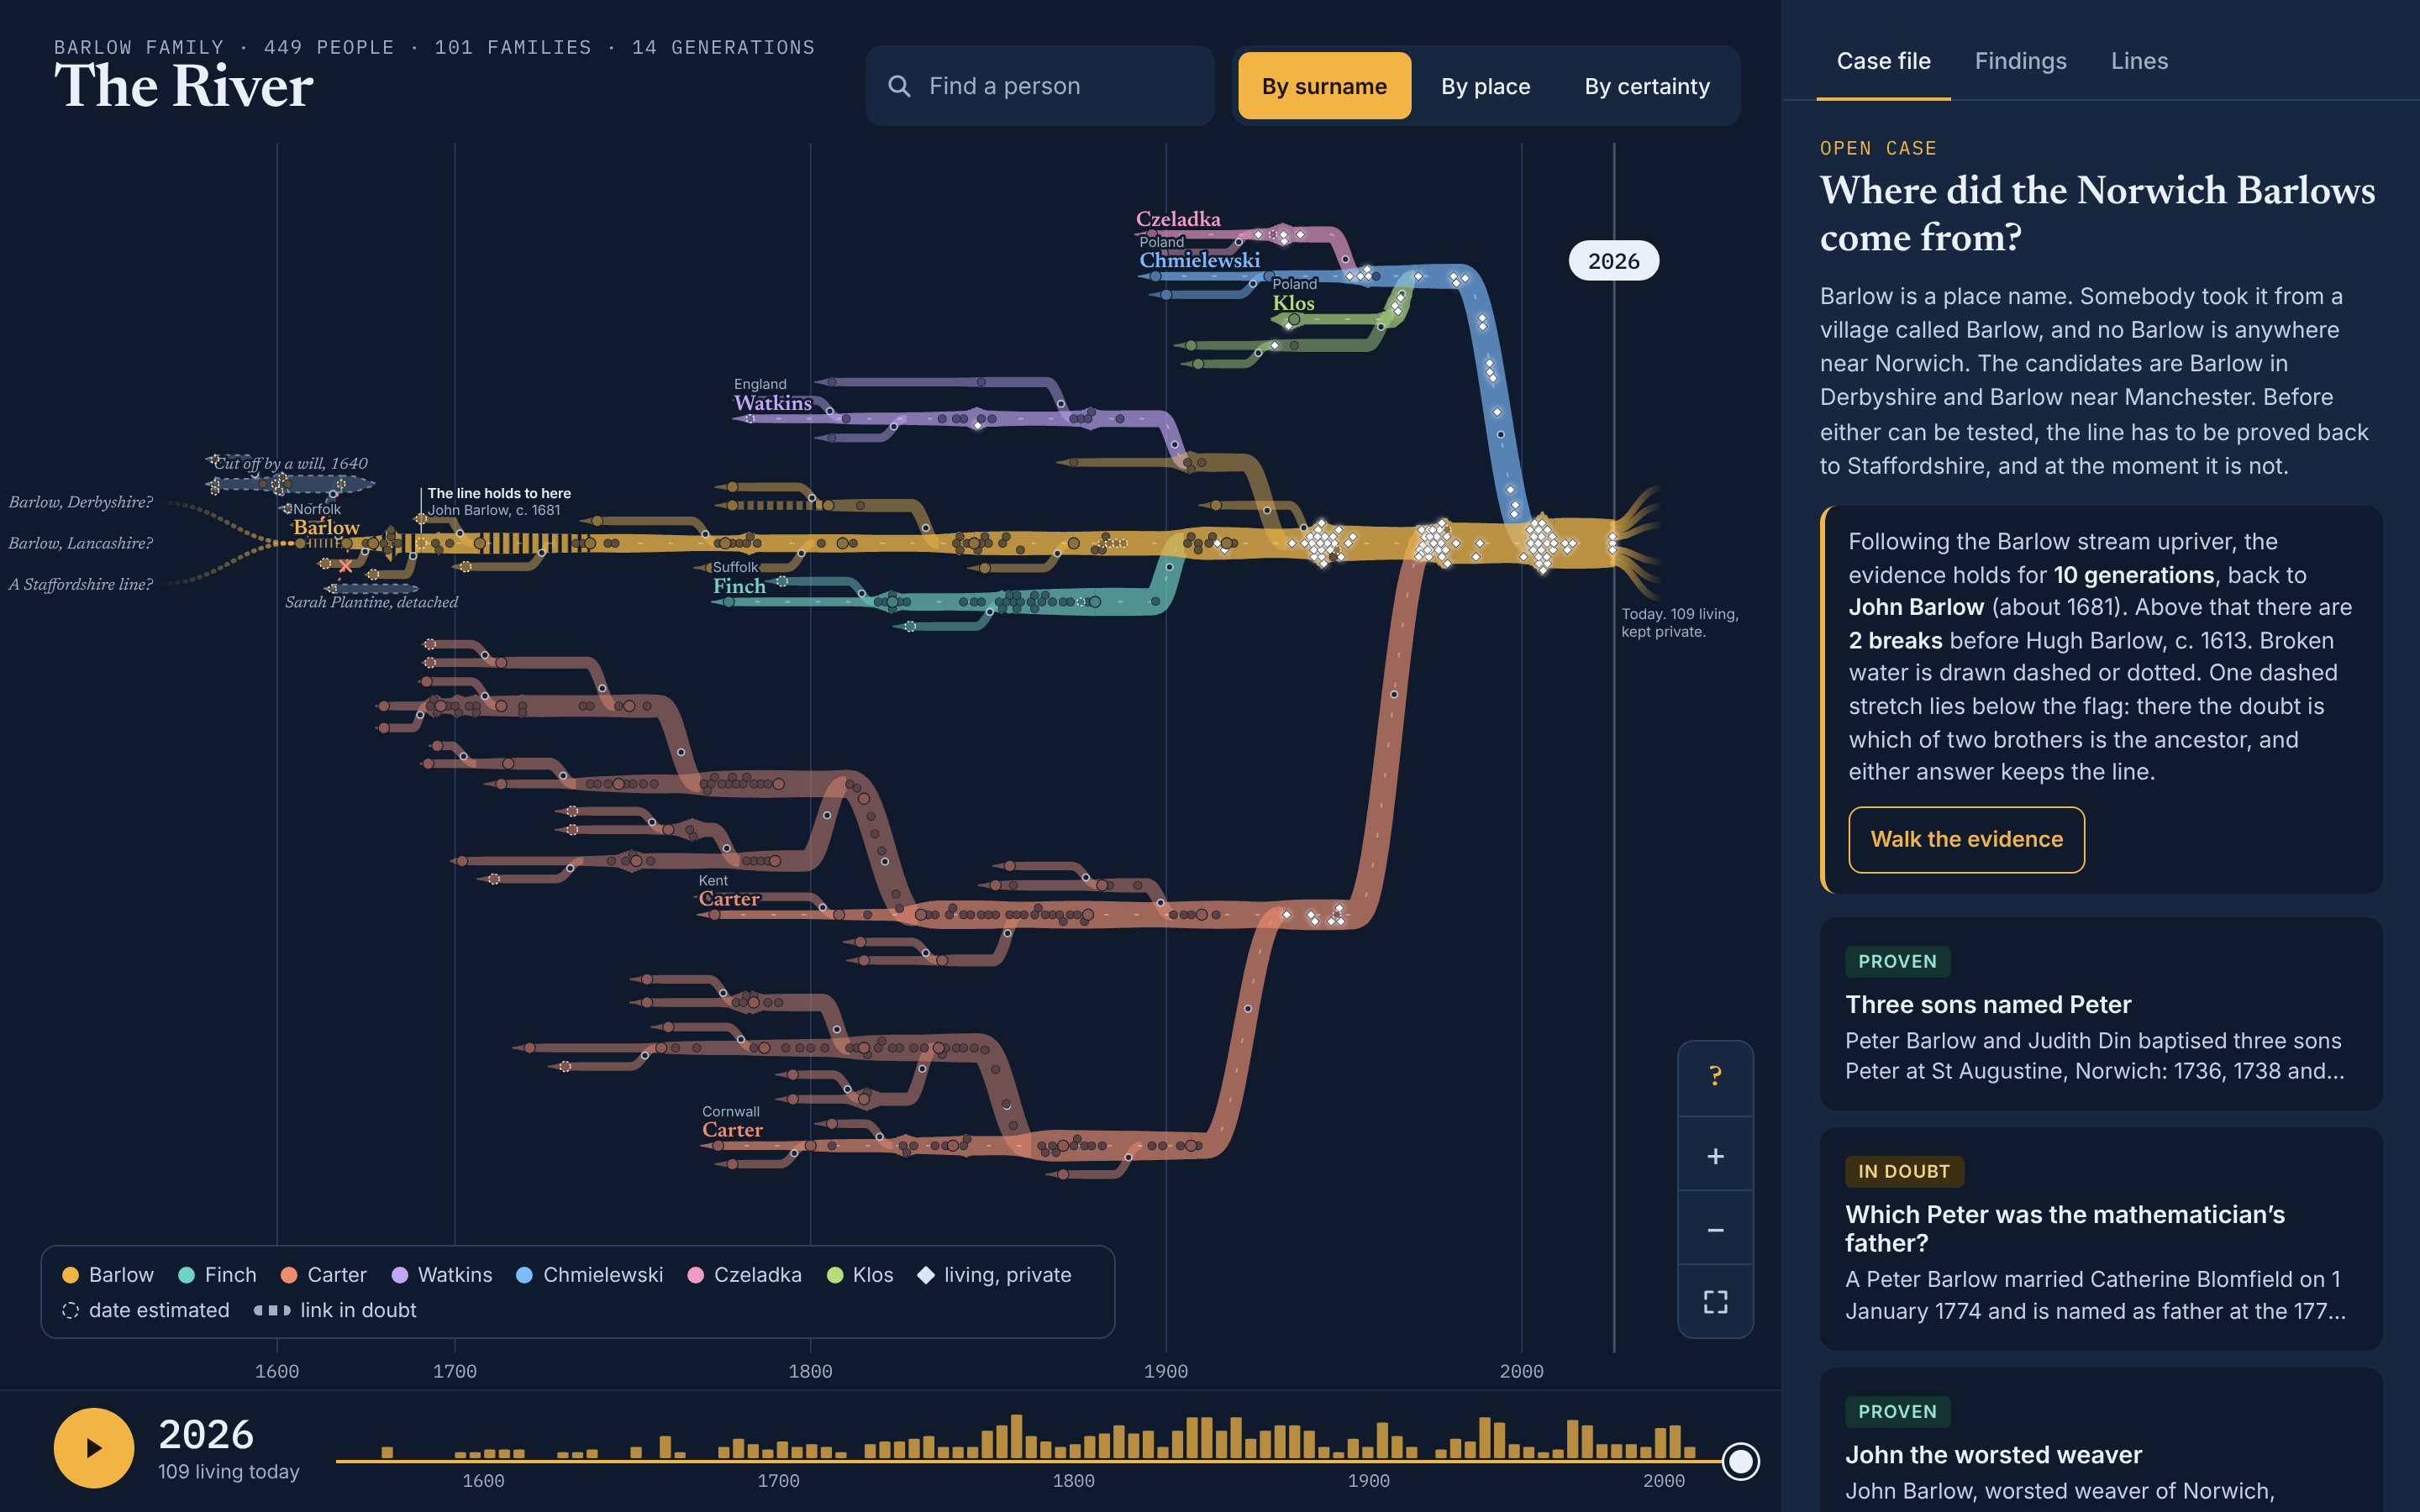 BARLOW FAMILY · 449 PEOPLE · 101 FAMILIES · 14 GENERATIONS
The River
Find a person
By surname
By place
By certainty
Czeladka
Poland
Chmielewski
Poland
Klos
2026
England
Watkins
Cut off by a will, 1640
Barlow, Derbyshire?
Barlow, Lancashire?
A Staffordshire line?
Norfolk
Barlow
The line holds to here
John Barlow, c. 1681
Sarah Plantine, detached
Suffolk
Finch
Today. 109 living,
kept private.
Kent
Carter
Cornwall
Carter
?
+
−
Barlow
Finch
Carter
Watkins
Chmielewski
Czeladka
Klos
living, private
date estimated
link in doubt
1600
1700
1800
1900
2000
2026
109 living today
1600
1700
1800
1900
2000
Case file
Findings
Lines
OPEN CASE
Where did the Norwich Barlows
come from?
Barlow is a place name. Somebody took it from a
village called Barlow, and no Barlow is anywhere
near Norwich. The candidates are Barlow in
Derbyshire and Barlow near Manchester. Before
either can be tested, the line has to be proved back
to Staffordshire, and at the moment it is not.
Following the Barlow stream upriver, the
evidence holds for 10 generations, back to
John Barlow (about 1681). Above that there are
2 breaks before Hugh Barlow, c. 1613. Broken
water is drawn dashed or dotted. One dashed
stretch lies below the flag: there the doubt is
which of two brothers is the ancestor, and
either answer keeps the line.
Walk the evidence
PROVEN
Three sons named Peter
Peter Barlow and Judith Din baptised three sons
Peter at St Augustine, Norwich: 1736, 1738 and...
IN DOUBT
Which Peter was the mathematician's
father?
A Peter Barlow married Catherine Blomfield on 1
January 1774 and is named as father at the 177...
PROVEN
John the worsted weaver
John Barlow, worsted weaver of Norwich,